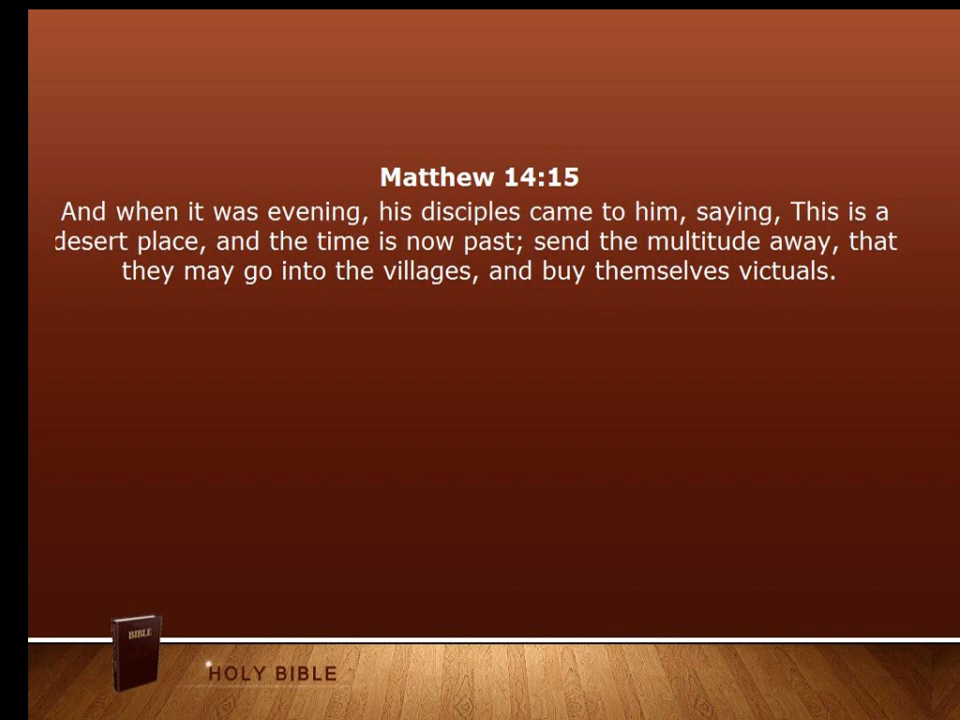 Matthew 14:15
And when it was evening, his disciples came to him, saying, This is a
desert place, and the time is now past; send the multitude away, that
they may go into the villages, and buy themselves victuals.
BIBLE
HOLY BIBLE